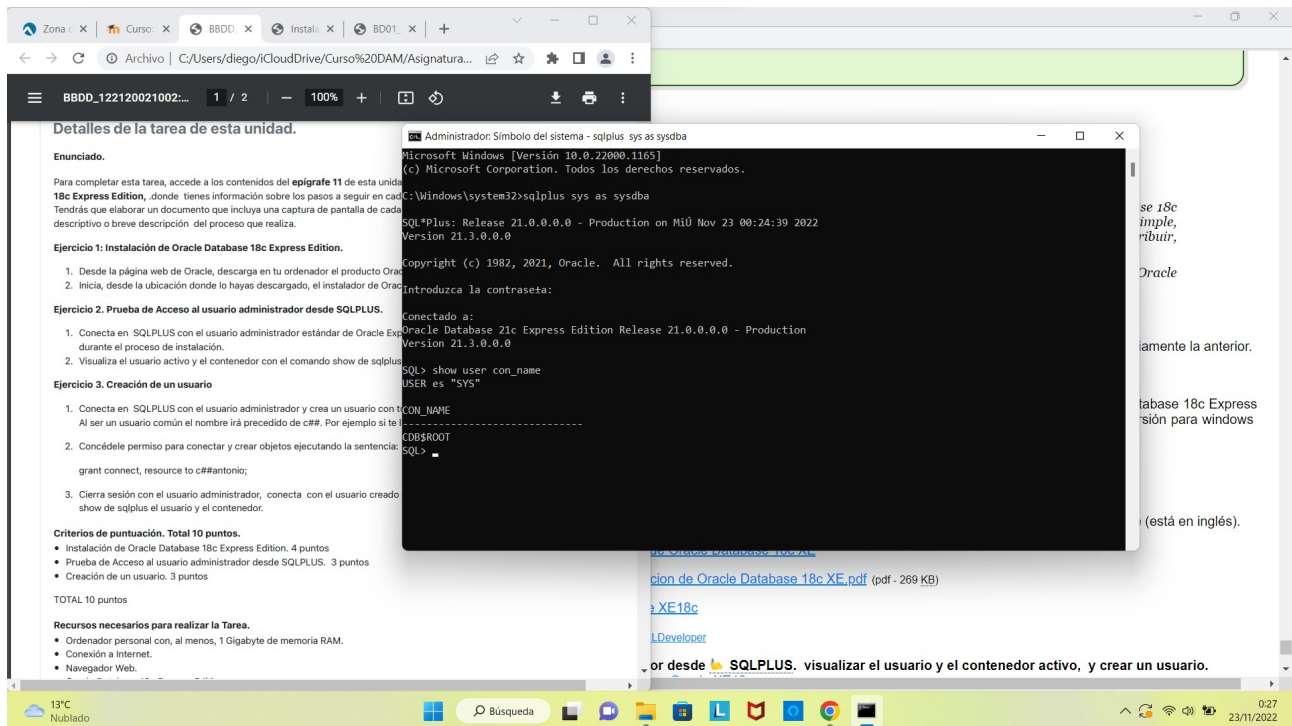 Zona d
Curso:
BBDD
Instala
BD01_
Archivo | C:/Users/diego/iCloudDrive/Curso%20DAM/Asignatura...
BBDD_122120021002:... 1 / 2 — 100% +
Detalles de la tarea de esta unidad.
Enunciado.
Para completar esta tarea, accede a los contenidos del epígrafe 11 de esta unida
18c Express Edition, .donde tienes información sobre los pasos a seguir en cad
Tendrás que elaborar un documento que incluya una captura de pantalla de cada
descriptivo o breve descripción del proceso que realiza.
Ejercicio 1: Instalación de Oracle Database 18c Express Edition.
1. Desde la página web de Oracle, descarga en tu ordenador el producto Orac
2. Inicia, desde la ubicación donde lo hayas descargado, el instalador de Orac
Ejercicio 2. Prueba de Acceso al usuario administrador desde SQLPLUS.
1. Conecta en SQLPLUS con el usuario administrador estándar de Oracle Exp
durante el proceso de instalación.
2. Visualiza el usuario activo y el contenedor con el comando show de sqlplus
Ejercicio 3. Creación de un usuario
1. Conecta en SQLPLUS con el usuario administrador y crea un usuario con t
Al ser un usuario común el nombre irá precedido de c##. Por ejemplo si te l
2. Concédele permiso para conectar y crear objetos ejecutando la sentencia:
grant connect, resource to c##antonio;
3. Cierra sesión con el usuario administrador, conecta con el usuario creado
show de sqlplus el usuario y el contenedor.
Criterios de puntuación. Total 10 puntos.
• Instalación de Oracle Database 18c Express Edition. 4 puntos
• Prueba de Acceso al usuario administrador desde SQLPLUS. 3 puntos
• Creación de un usuario. 3 puntos
TOTAL 10 puntos
Recursos necesarios para realizar la Tarea.
• Ordenador personal con, al menos, 1 Gigabyte de memoria RAM.
• Conexión a Internet.
• Navegador Web.
Administrador: Símbolo del sistema - sqlplus sys as sysdba
Microsoft Windows [Versión 10.0.22000.1165]
(c) Microsoft Corporation. Todos los derechos reservados.
C:\Windows\system32>sqlplus sys as sysdba
SQL*Plus: Release 21.0.0.0.0 - Production on MiÚ Nov 23 00:24:39 2022
Version 21.3.0.0.0
Copyright (c) 1982, 2021, Oracle. All rights reserved.
Introduzca la contraseña:
Conectado a:
Oracle Database 21c Express Edition Release 21.0.0.0.0 - Production
Version 21.3.0.0.0
SQL> show user con_name
USER es "SYS"
CON_NAME
------------------------------
CDB$ROOT
SQL>
se 18c
imple,
ribuir,
Oracle
iamente la anterior.
tabase 18c Express
rsión para windows
(está en inglés).
de Oracle Database 18c XE
cion de Oracle Database 18c XE.pdf (pdf - 269 KB)
e XE18c
LDeveloper
or desde SQLPLUS. visualizar el usuario y el contenedor activo, y crear un usuario.
13°C
Nublado
Búsqueda
0:27
23/11/2022